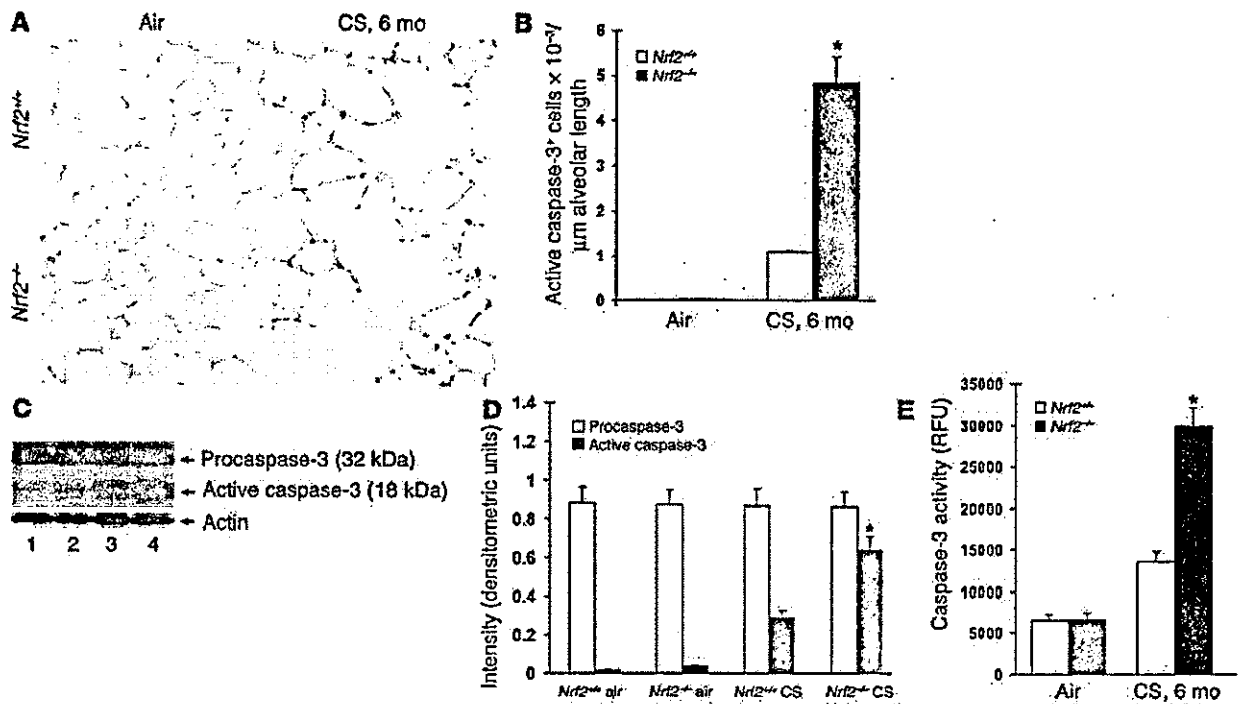 A
Air
CS, 6 mo
Nrf2+/+
Nrf2-/-
B
Active caspase-3+ cells × 10-3/
μm alveolar length
6
5
4
3
2
1
0
Nrf2+/+
Nrf2-/-
*
Air
CS, 6 mo
C
Procaspase-3 (32 kDa)
Active caspase-3 (18 kDa)
Actin
1 2 3 4
D
Intensity (densitometric units)
1.4
1.2
1
0.8
0.6
0.4
0.2
0
Procaspase-3
Active caspase-3
*
Nrf2+/+ air
Nrf2-/- air
Nrf2+/+ CS
Nrf2-/- CS
E
Caspase-3 activity (RFU)
35000
30000
25000
20000
15000
10000
5000
0
Nrf2+/+
Nrf2-/-
*
Air
CS, 6 mo